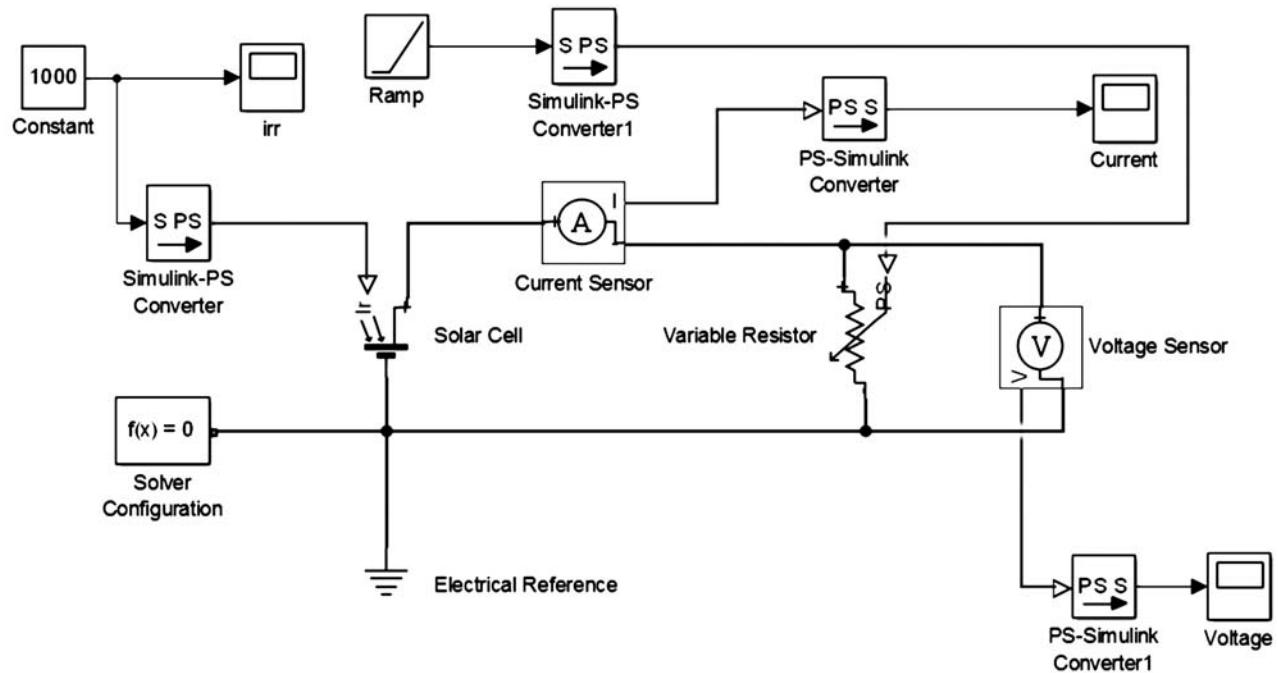 1000
Constant
irr
Ramp
S PS
Simulink-PS
Converter1
PS S
PS-Simulink
Converter
Current
S PS
Simulink-PS
Converter
+
A
I
-
Current Sensor
Ir
+
Solar Cell
+
PS
Variable Resistor
+
V
-
V
Voltage Sensor
f(x) = 0
Solver
Configuration
Electrical Reference
PS S
PS-Simulink
Converter1
Voltage